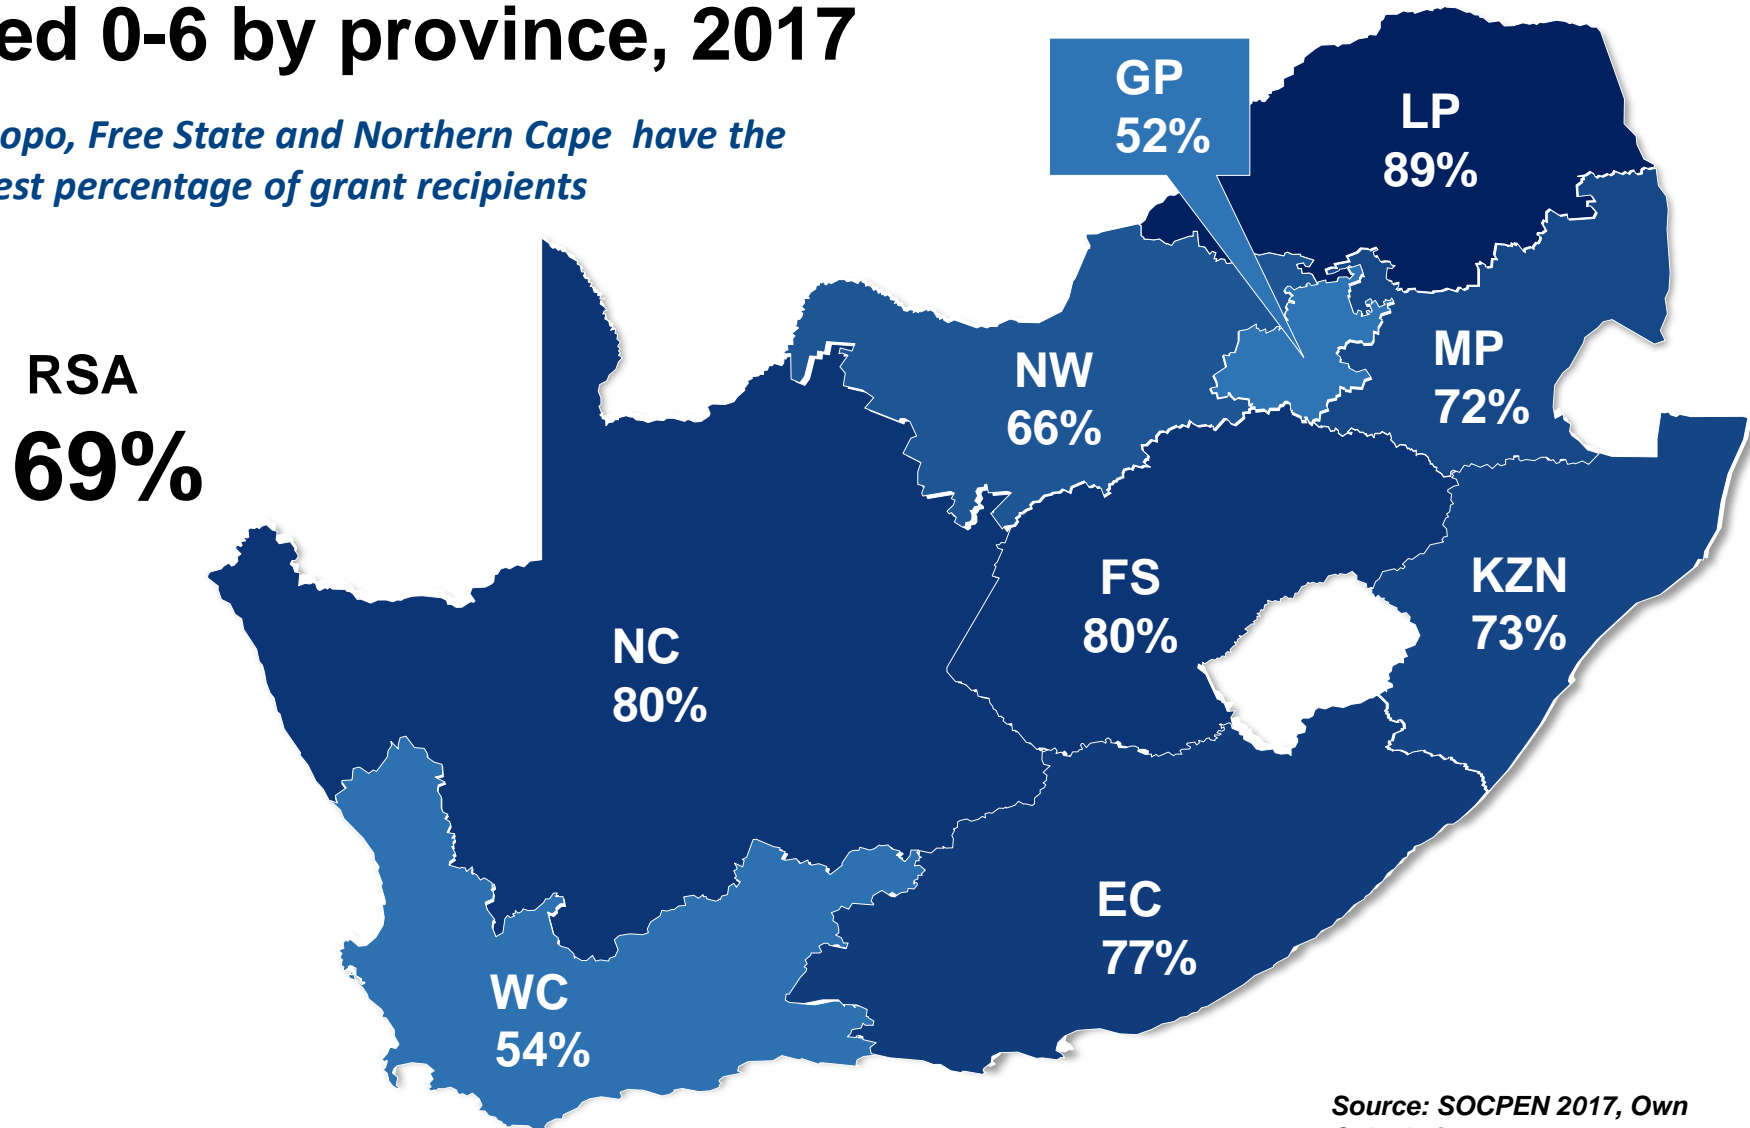 ed 0-6 by province, 2017
opo, Free State and Northern Cape have the
est percentage of grant recipients
RSA
69%
GP
52%
LP
89%
NW
66%
MP
72%
FS
80%
KZN
73%
NC
80%
EC
77%
WC
54%
Source: SOCPEN 2017, Own